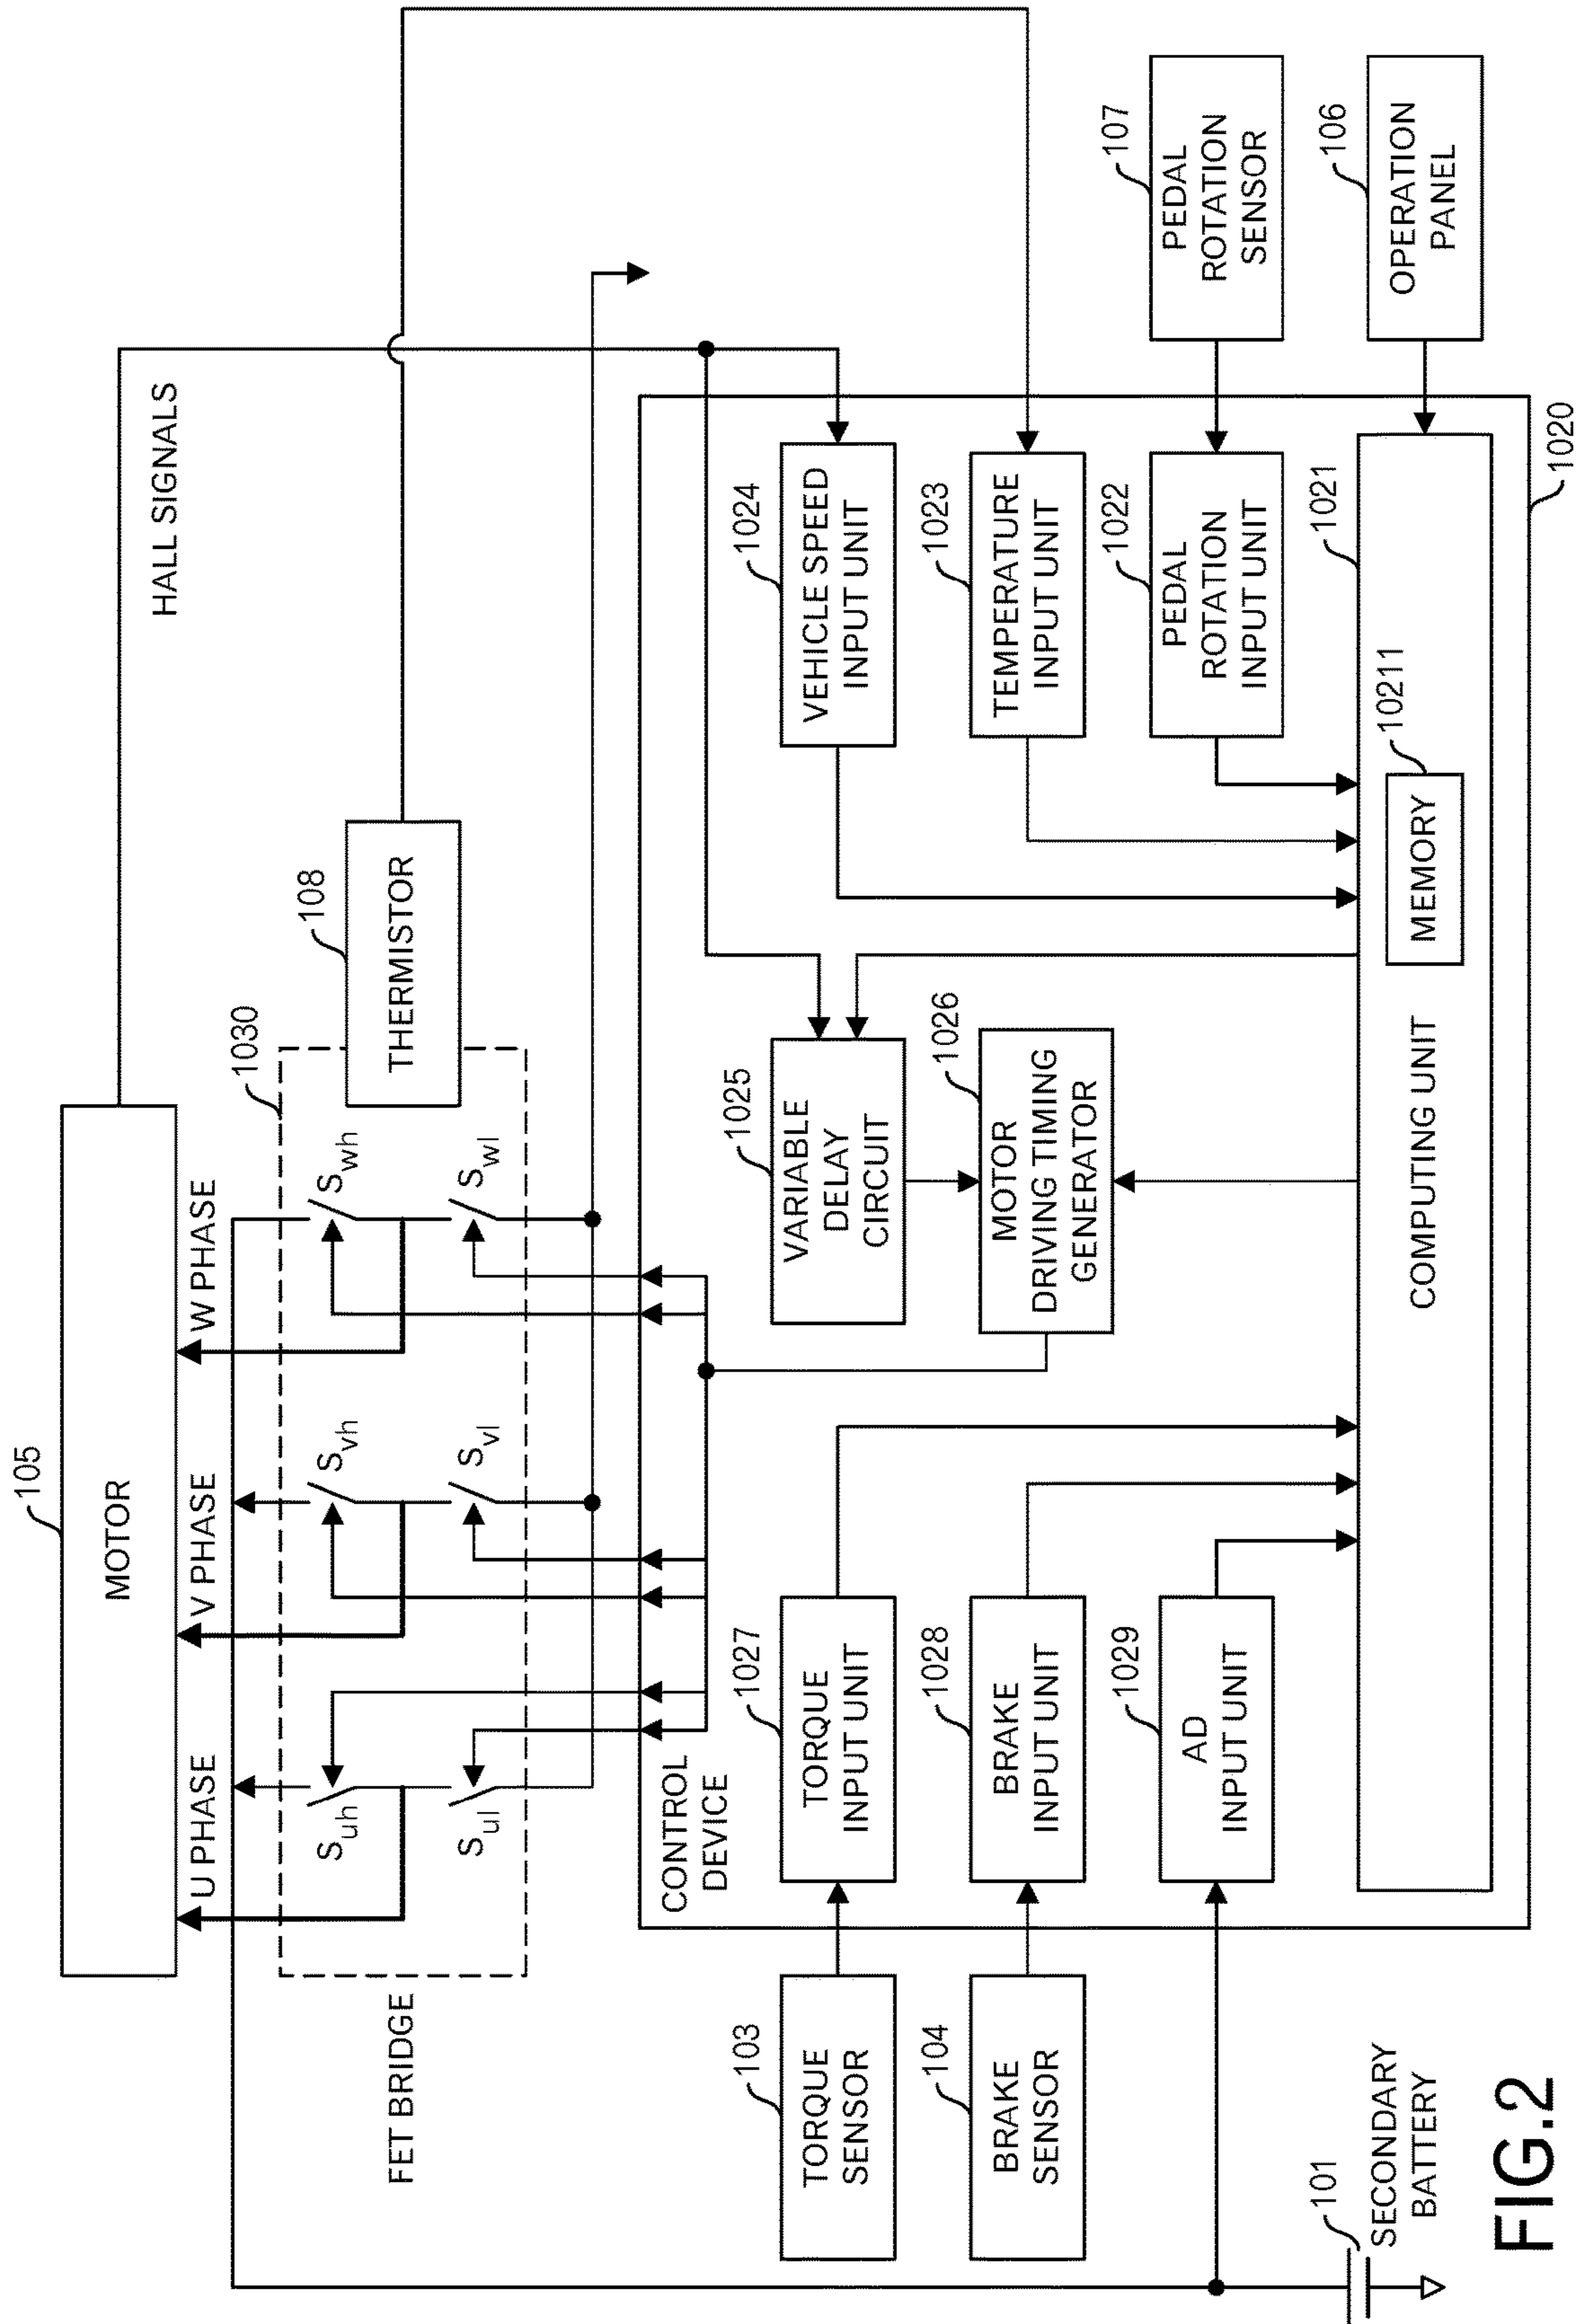 105
MOTOR
HALL SIGNALS
U PHASE
V PHASE
W PHASE
1030
108
THERMISTOR
Suh
Svh
Swh
Sul
Svl
Swl
FET BRIDGE
CONTROL
DEVICE
103
TORQUE
SENSOR
1027
TORQUE
INPUT UNIT
1025
VARIABLE
DELAY
CIRCUIT
1024
VEHICLE SPEED
INPUT UNIT
104
BRAKE
SENSOR
1028
BRAKE
INPUT UNIT
1026
MOTOR
DRIVING TIMING
GENERATOR
1023
TEMPERATURE
INPUT UNIT
1029
AD
INPUT UNIT
1022
PEDAL
ROTATION
INPUT UNIT
107
PEDAL
ROTATION
SENSOR
1021
10211
MEMORY
COMPUTING UNIT
106
OPERATION
PANEL
101
SECONDARY
BATTERY
1020
FIG.2